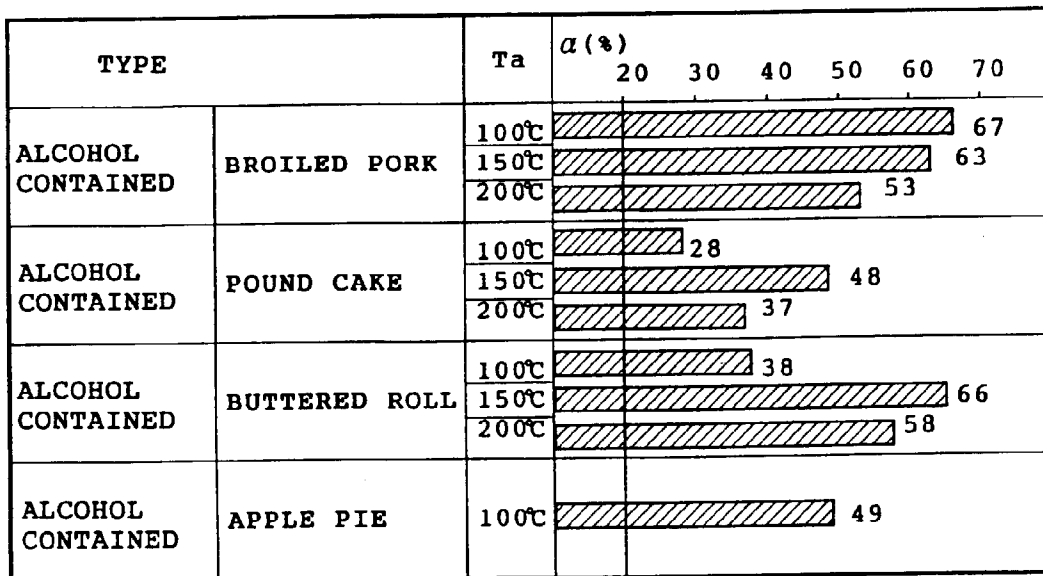 TYPE Ta α(%)
20 30 40 50 60 70
ALCOHOL CONTAINED BROILED PORK 100℃ 67
150℃ 63
200℃ 53
ALCOHOL CONTAINED POUND CAKE 100℃ 28
150℃ 48
200℃ 37
ALCOHOL CONTAINED BUTTERED ROLL 100℃ 38
150℃ 66
200℃ 58
ALCOHOL CONTAINED APPLE PIE 100℃ 49